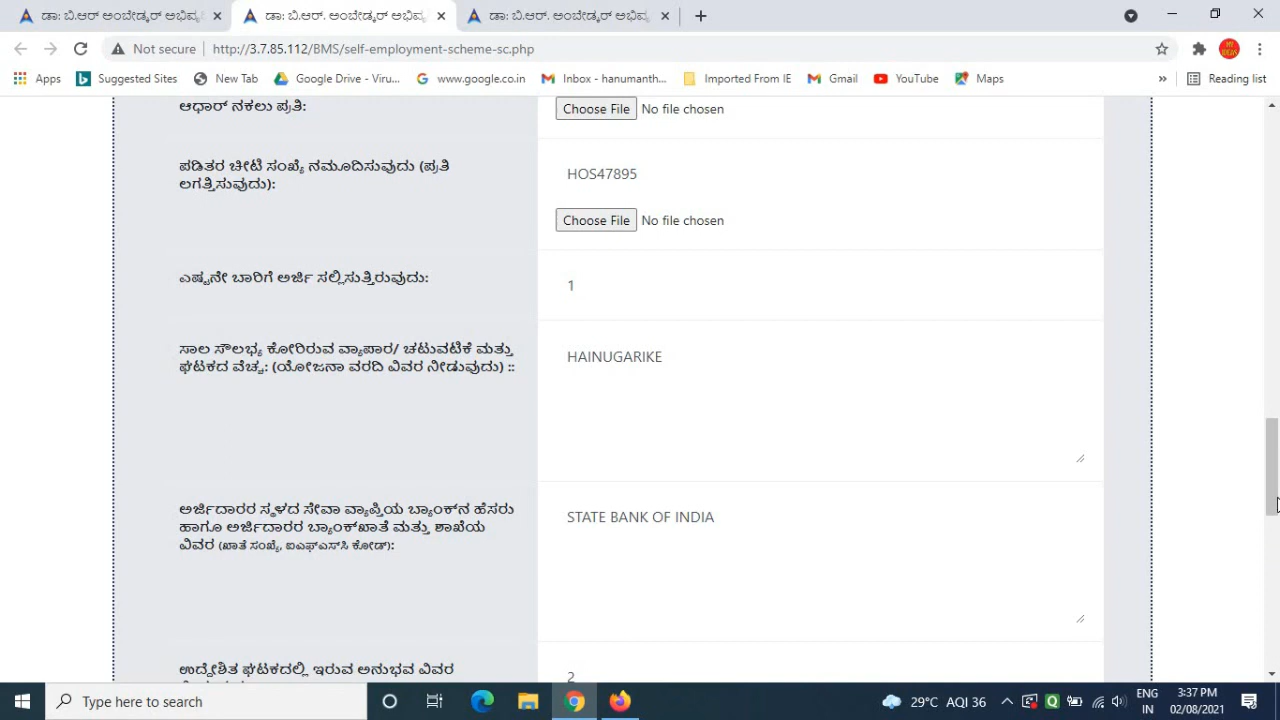 ಡಾ: ಬಿ.ಆರ್. ಅಂಬೇಡ್ಕರ್ ಅಭಿವೃ
ಡಾ: ಬಿ.ಆರ್. ಅಂಬೇಡ್ಕರ್ ಅಭಿವೃ
ಡಾ: ಬಿ.ಆರ್. ಅಂಬೇಡ್ಕರ್ ಅಭಿವೃ
Not secure
http://3.7.85.112/BMS/self-employment-scheme-sc.php
Apps
Suggested Sites
New Tab
Google Drive - Viru...
www.google.co.in
Inbox - hanumanth...
Imported From IE
Gmail
YouTube
Maps
»
Reading list
ಆಧಾರ್ ನಕಲು ಪ್ರತಿ:
Choose File No file chosen
ಪಡಿತರ ಚೀಟಿ ಸಂಖ್ಯೆ ನಮೂದಿಸುವುದು (ಪ್ರತಿ
ಲಗತ್ತಿಸುವುದು):
HOS47895
Choose File No file chosen
ಎಷ್ಟನೇ ಬಾರಿಗೆ ಅರ್ಜಿ ಸಲ್ಲಿಸುತ್ತಿರುವುದು:
1
ಸಾಲ ಸೌಲಭ್ಯ ಕೋರಿರುವ ವ್ಯಾಪಾರ/ ಚಟುವಟಿಕೆ ಮತ್ತು
ಘಟಕದ ವೆಚ್ಚ: (ಯೋಜನಾ ವರದಿ ವಿವರ ನೀಡುವುದು) ::
HAINUGARIKE
ಅರ್ಜಿದಾರರ ಸ್ಥಳದ ಸೇವಾ ವ್ಯಾಪ್ತಿಯ ಬ್ಯಾಂಕ್‌ನ ಹೆಸರು
ಹಾಗೂ ಅರ್ಜಿದಾರರ ಬ್ಯಾಂಕ್‌ಖಾತೆ ಮತ್ತು ಶಾಖೆಯ
ವಿವರ (ಖಾತೆ ಸಂಖ್ಯೆ, ಐಎಫ್‌ಎಸ್‌ಸಿ ಕೋಡ್):
STATE BANK OF INDIA
ಉದ್ದೇಶಿತ ಘಟಕದಲ್ಲಿ ಇರುವ ಅನುಭವ ವಿವರ
2
Type here to search
29°C AQI 36
ENG
IN
3:37 PM
02/08/2021